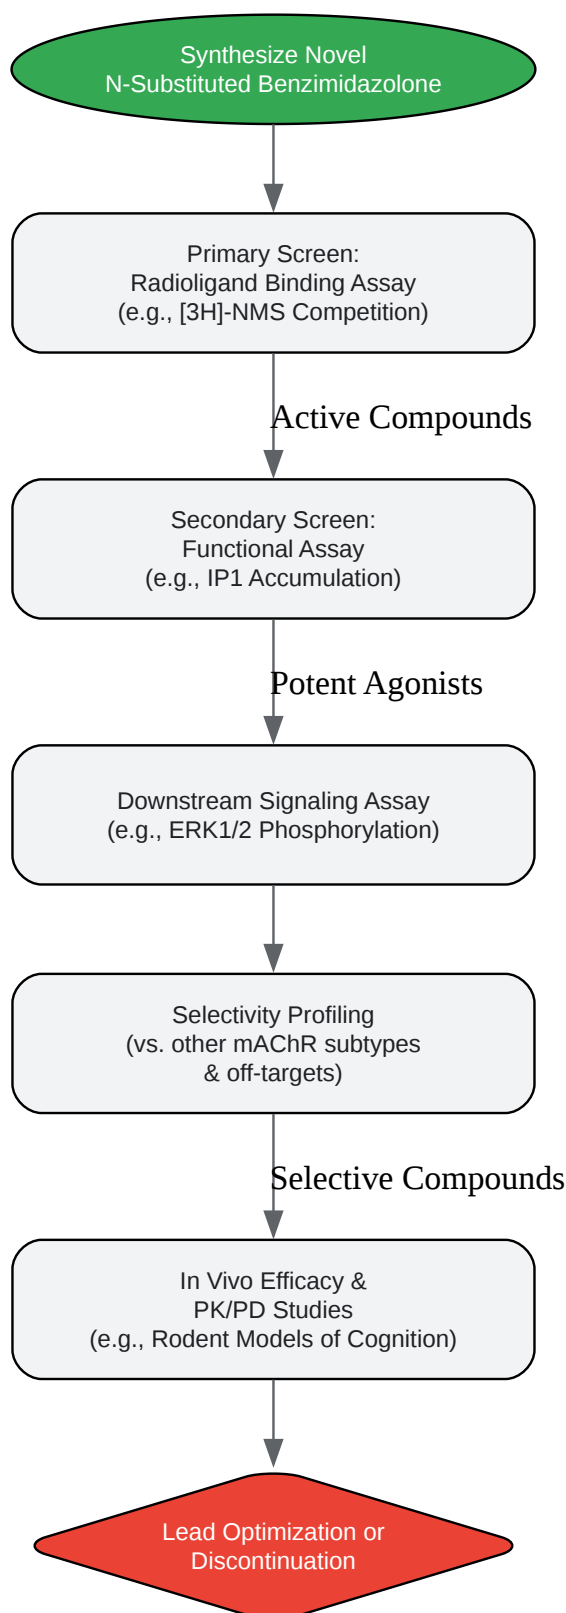 Synthesize Novel
N-Substituted Benzimidazolone
Primary Screen:
Radioligand Binding Assay
(e.g., [3H]-NMS Competition)
Active Compounds
Secondary Screen:
Functional Assay
(e.g., IP1 Accumulation)
Potent Agonists
Downstream Signaling Assay
(e.g., ERK1/2 Phosphorylation)
Selectivity Profiling
(vs. other mAChR subtypes
& off-targets)
Selective Compounds
In Vivo Efficacy &
PK/PD Studies
(e.g., Rodent Models of Cognition)
Lead Optimization or
Discontinuation